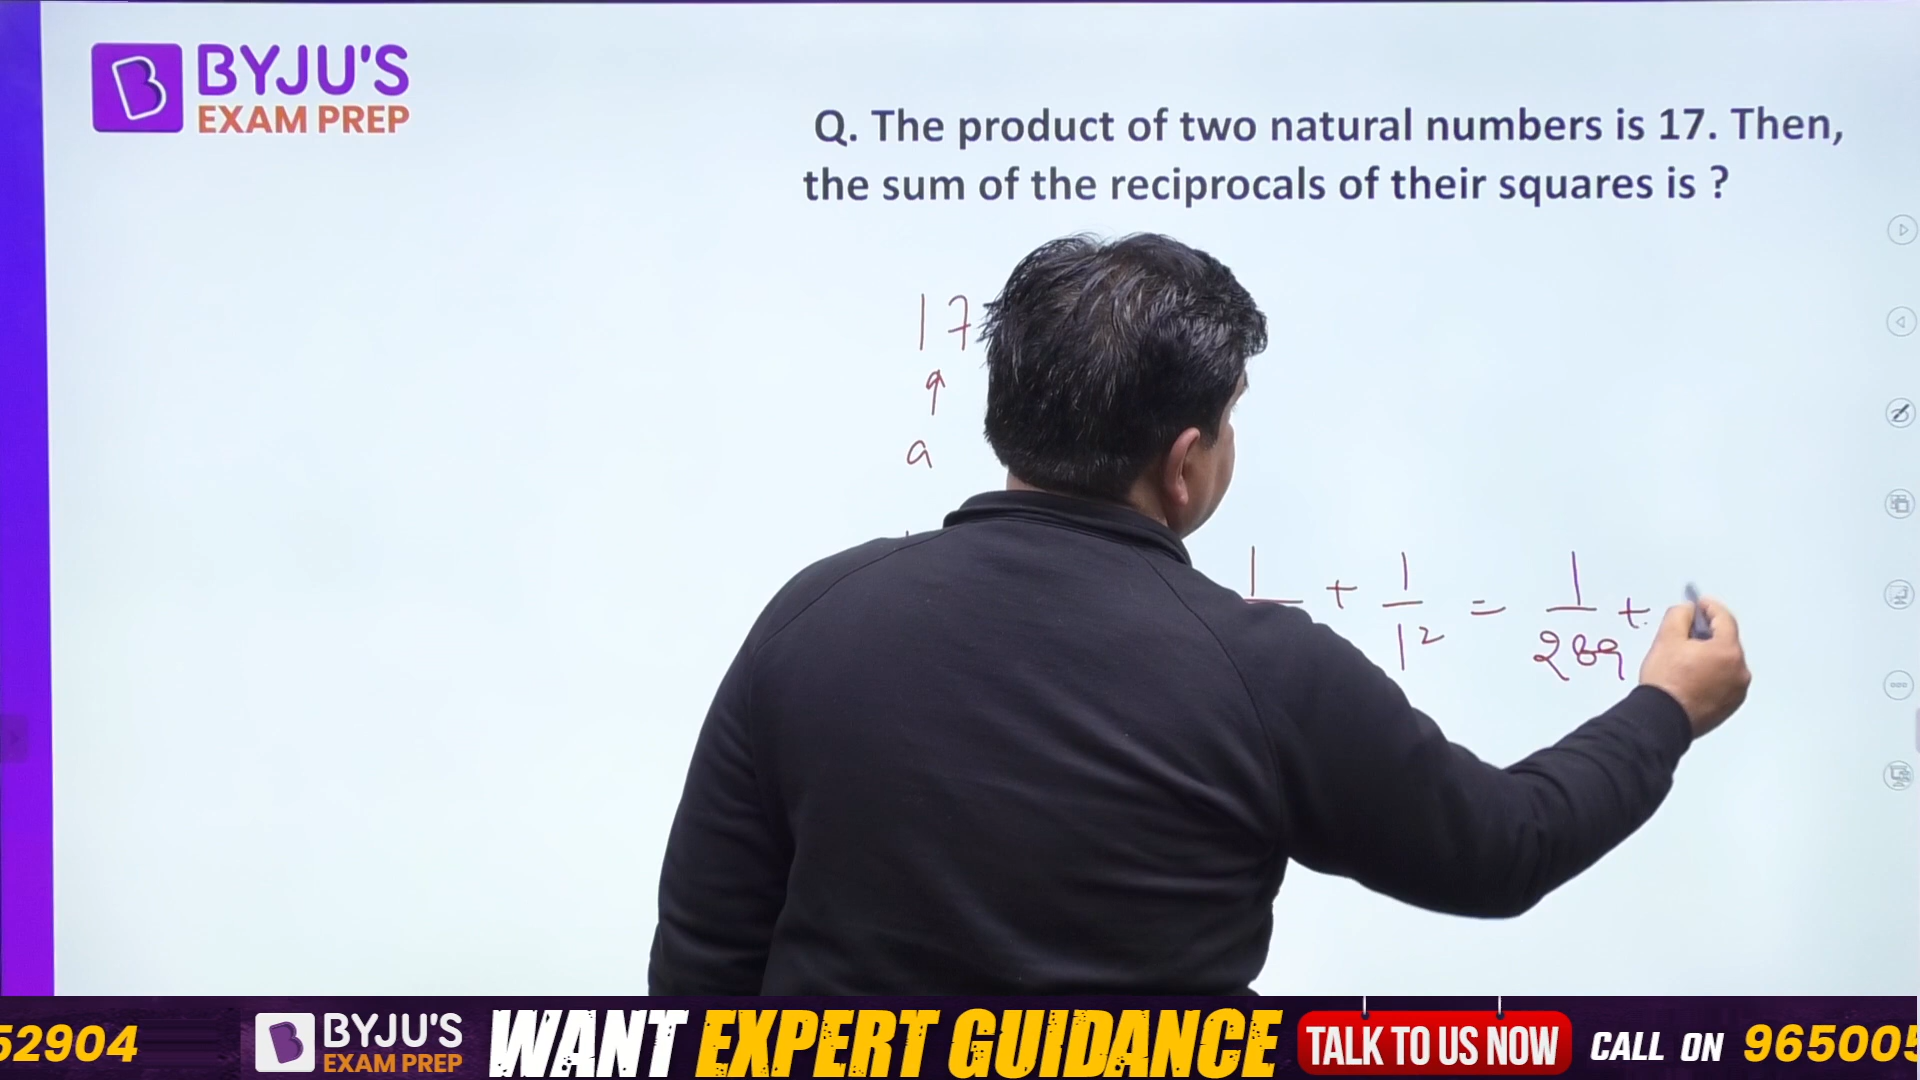 BYJU'S
EXAM PREP
Q. The product of two natural numbers is 17. Then,
the sum of the reciprocals of their squares is ?
17
a
1 + 1 = 1 +
1² 289
52904
BYJU'S
EXAM PREP
WANT EXPERT GUIDANCE
TALK TO US NOW
CALL ON 965005